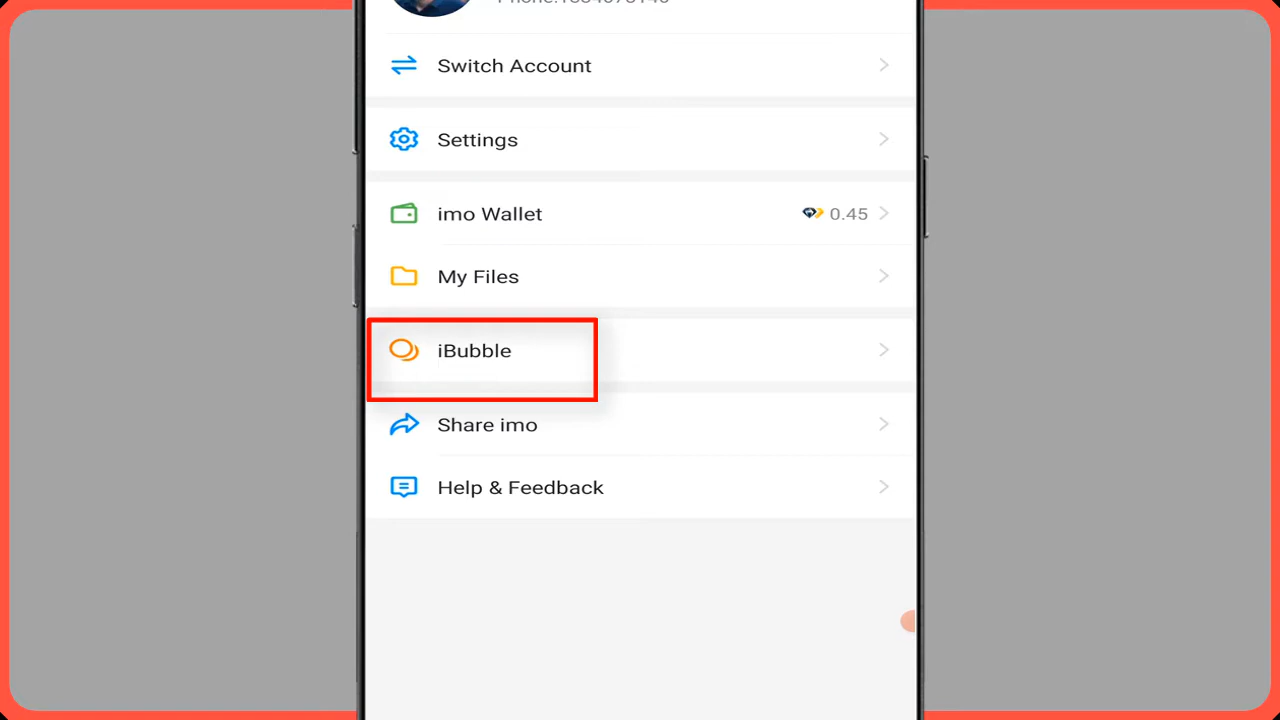 Switch Account
Settings
imo Wallet
0.45
My Files
iBubble
Share imo
Help & Feedback